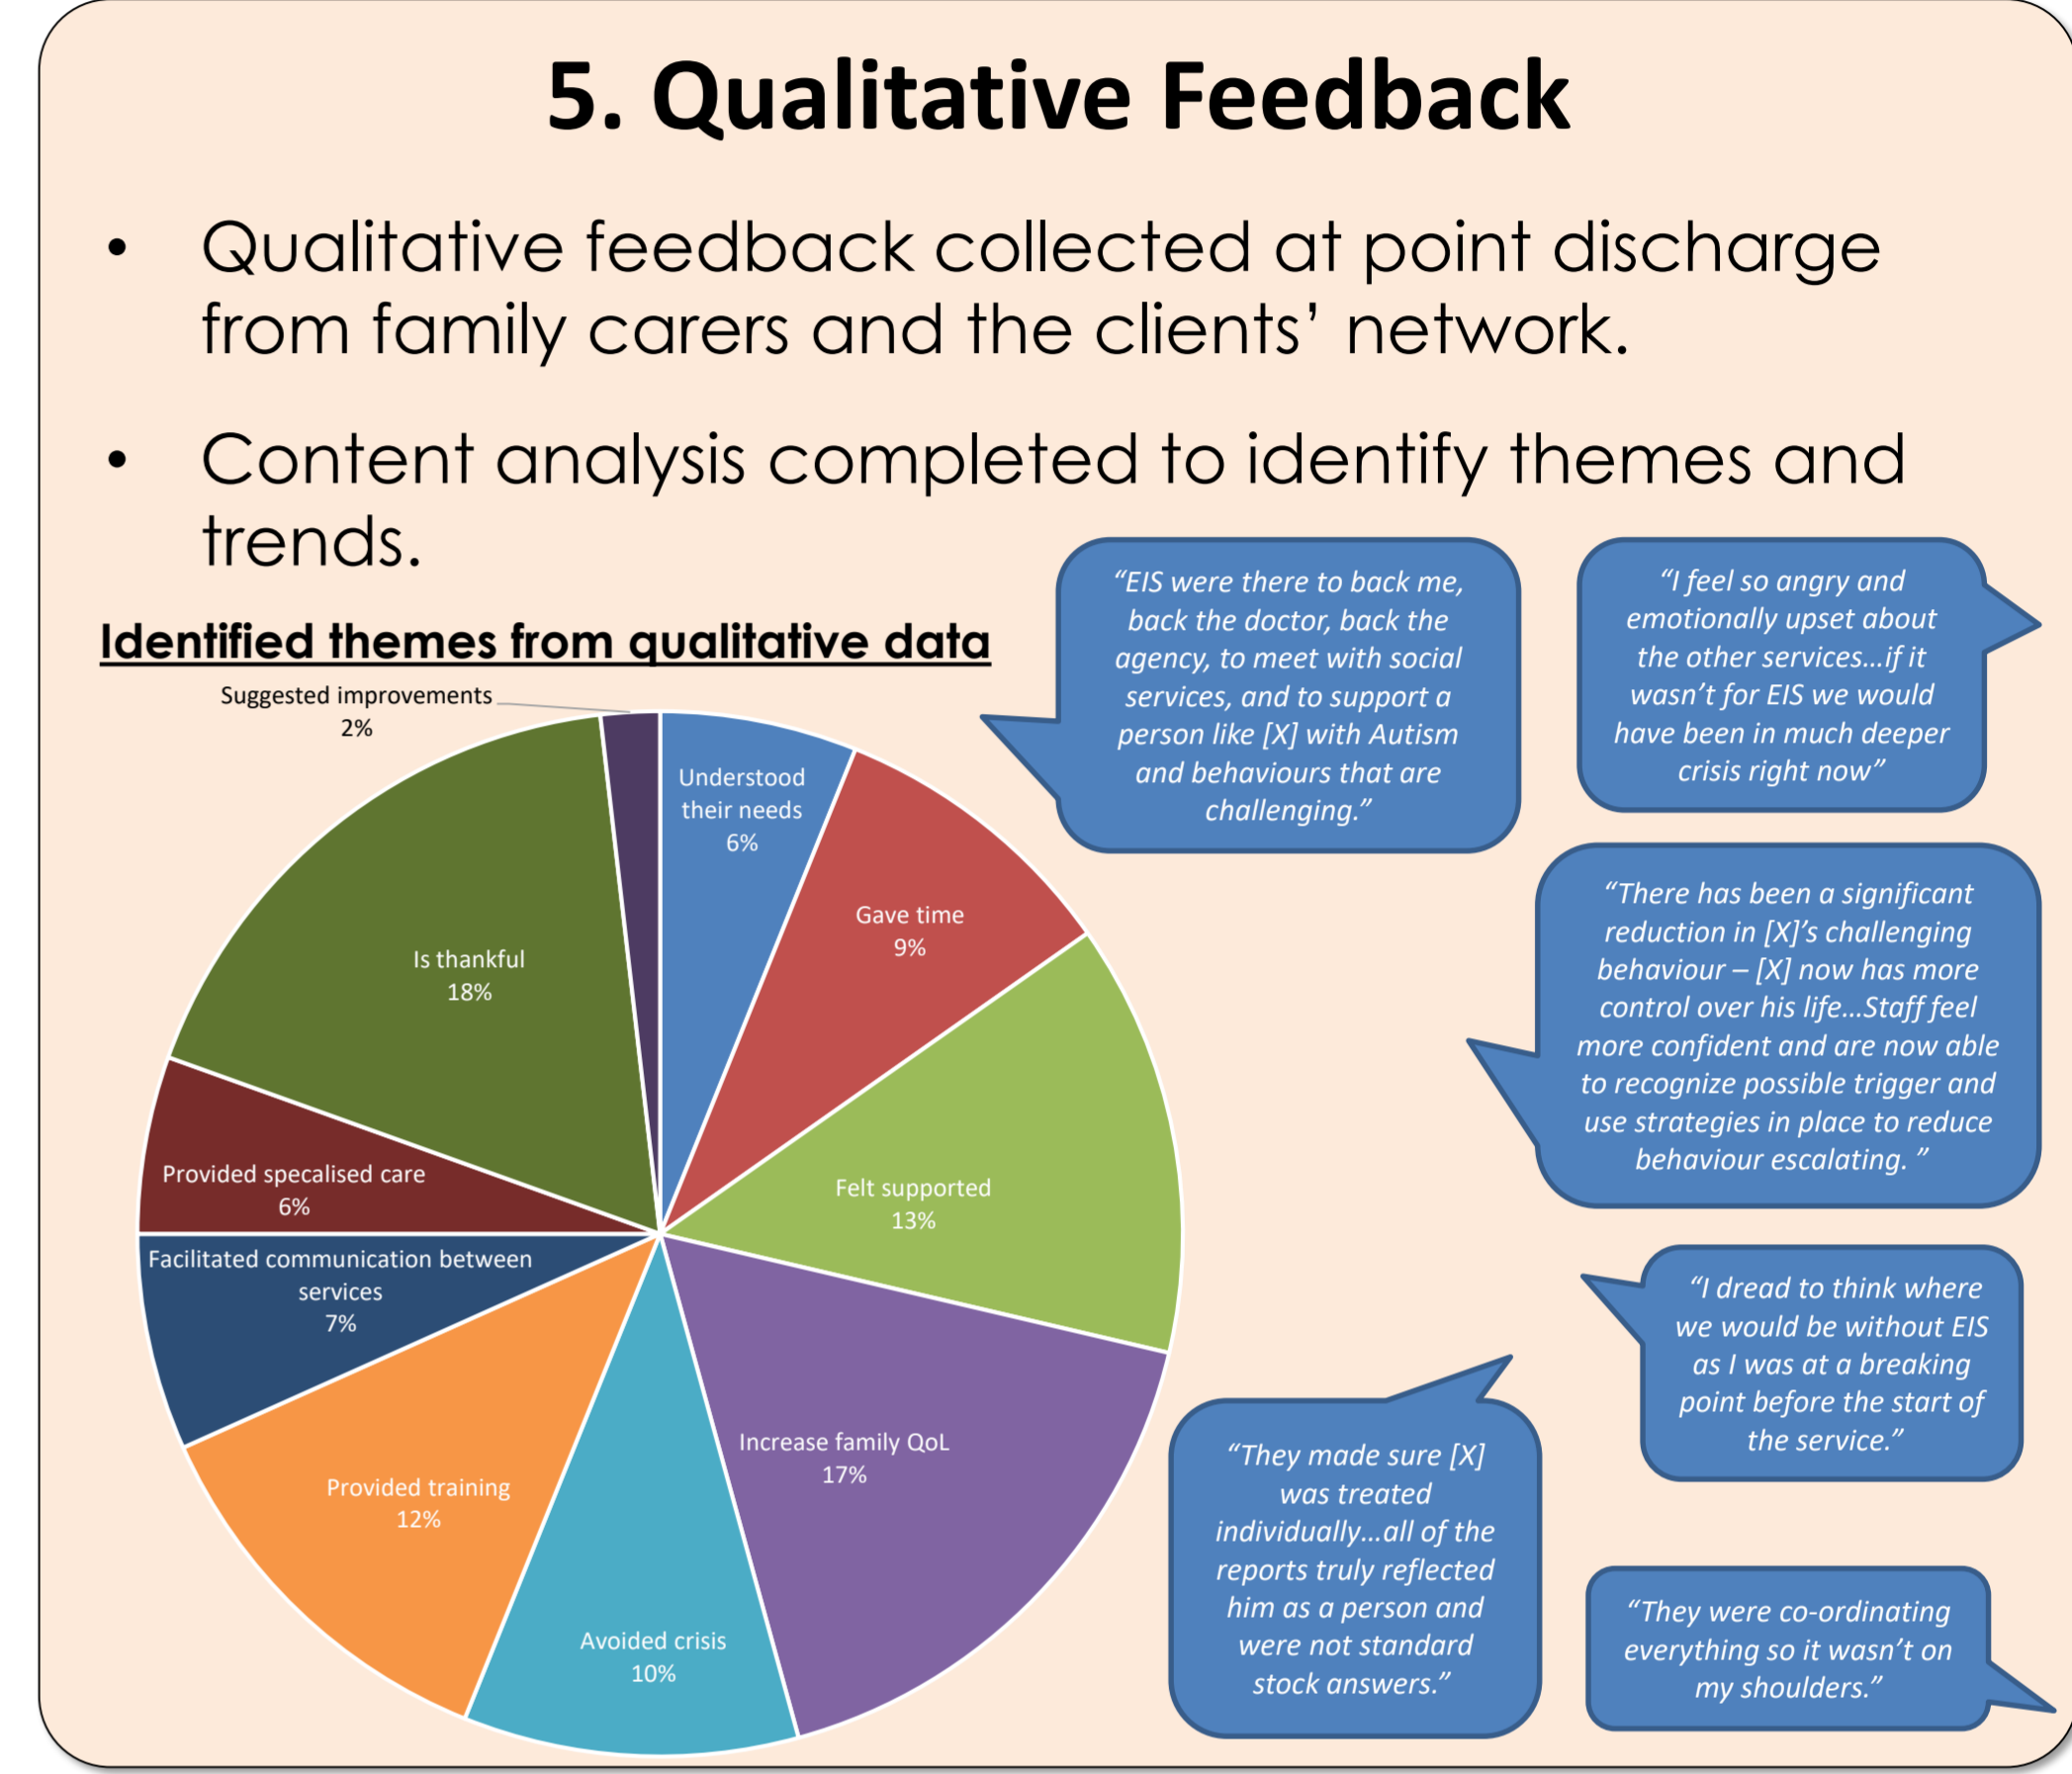 5. Qualitative Feedback
• Qualitative feedback collected at point discharge
from family carers and the clients’ network.
• Content analysis completed to identify themes and
trends.
Identified themes from qualitative data
Suggested improvements
2%
Understood
their needs
6%
Gave time
9%
Felt supported
13%
Increase family QoL
17%
Avoided crisis
10%
Provided training
12%
Facilitated communication between
services
7%
Provided specalised care
6%
Is thankful
18%
“EIS were there to back me,
back the doctor, back the
agency, to meet with social
services, and to support a
person like [X] with Autism
and behaviours that are
challenging.”
“I feel so angry and
emotionally upset about
the other services…if it
wasn’t for EIS we would
have been in much deeper
crisis right now”
“There has been a significant
reduction in [X]’s challenging
behaviour – [X] now has more
control over his life…Staff feel
more confident and are now able
to recognize possible trigger and
use strategies in place to reduce
behaviour escalating. ”
“I dread to think where
we would be without EIS
as I was at a breaking
point before the start of
the service.”
“They made sure [X]
was treated
individually…all of the
reports truly reflected
him as a person and
were not standard
stock answers.”
“They were co-ordinating
everything so it wasn’t on
my shoulders.”